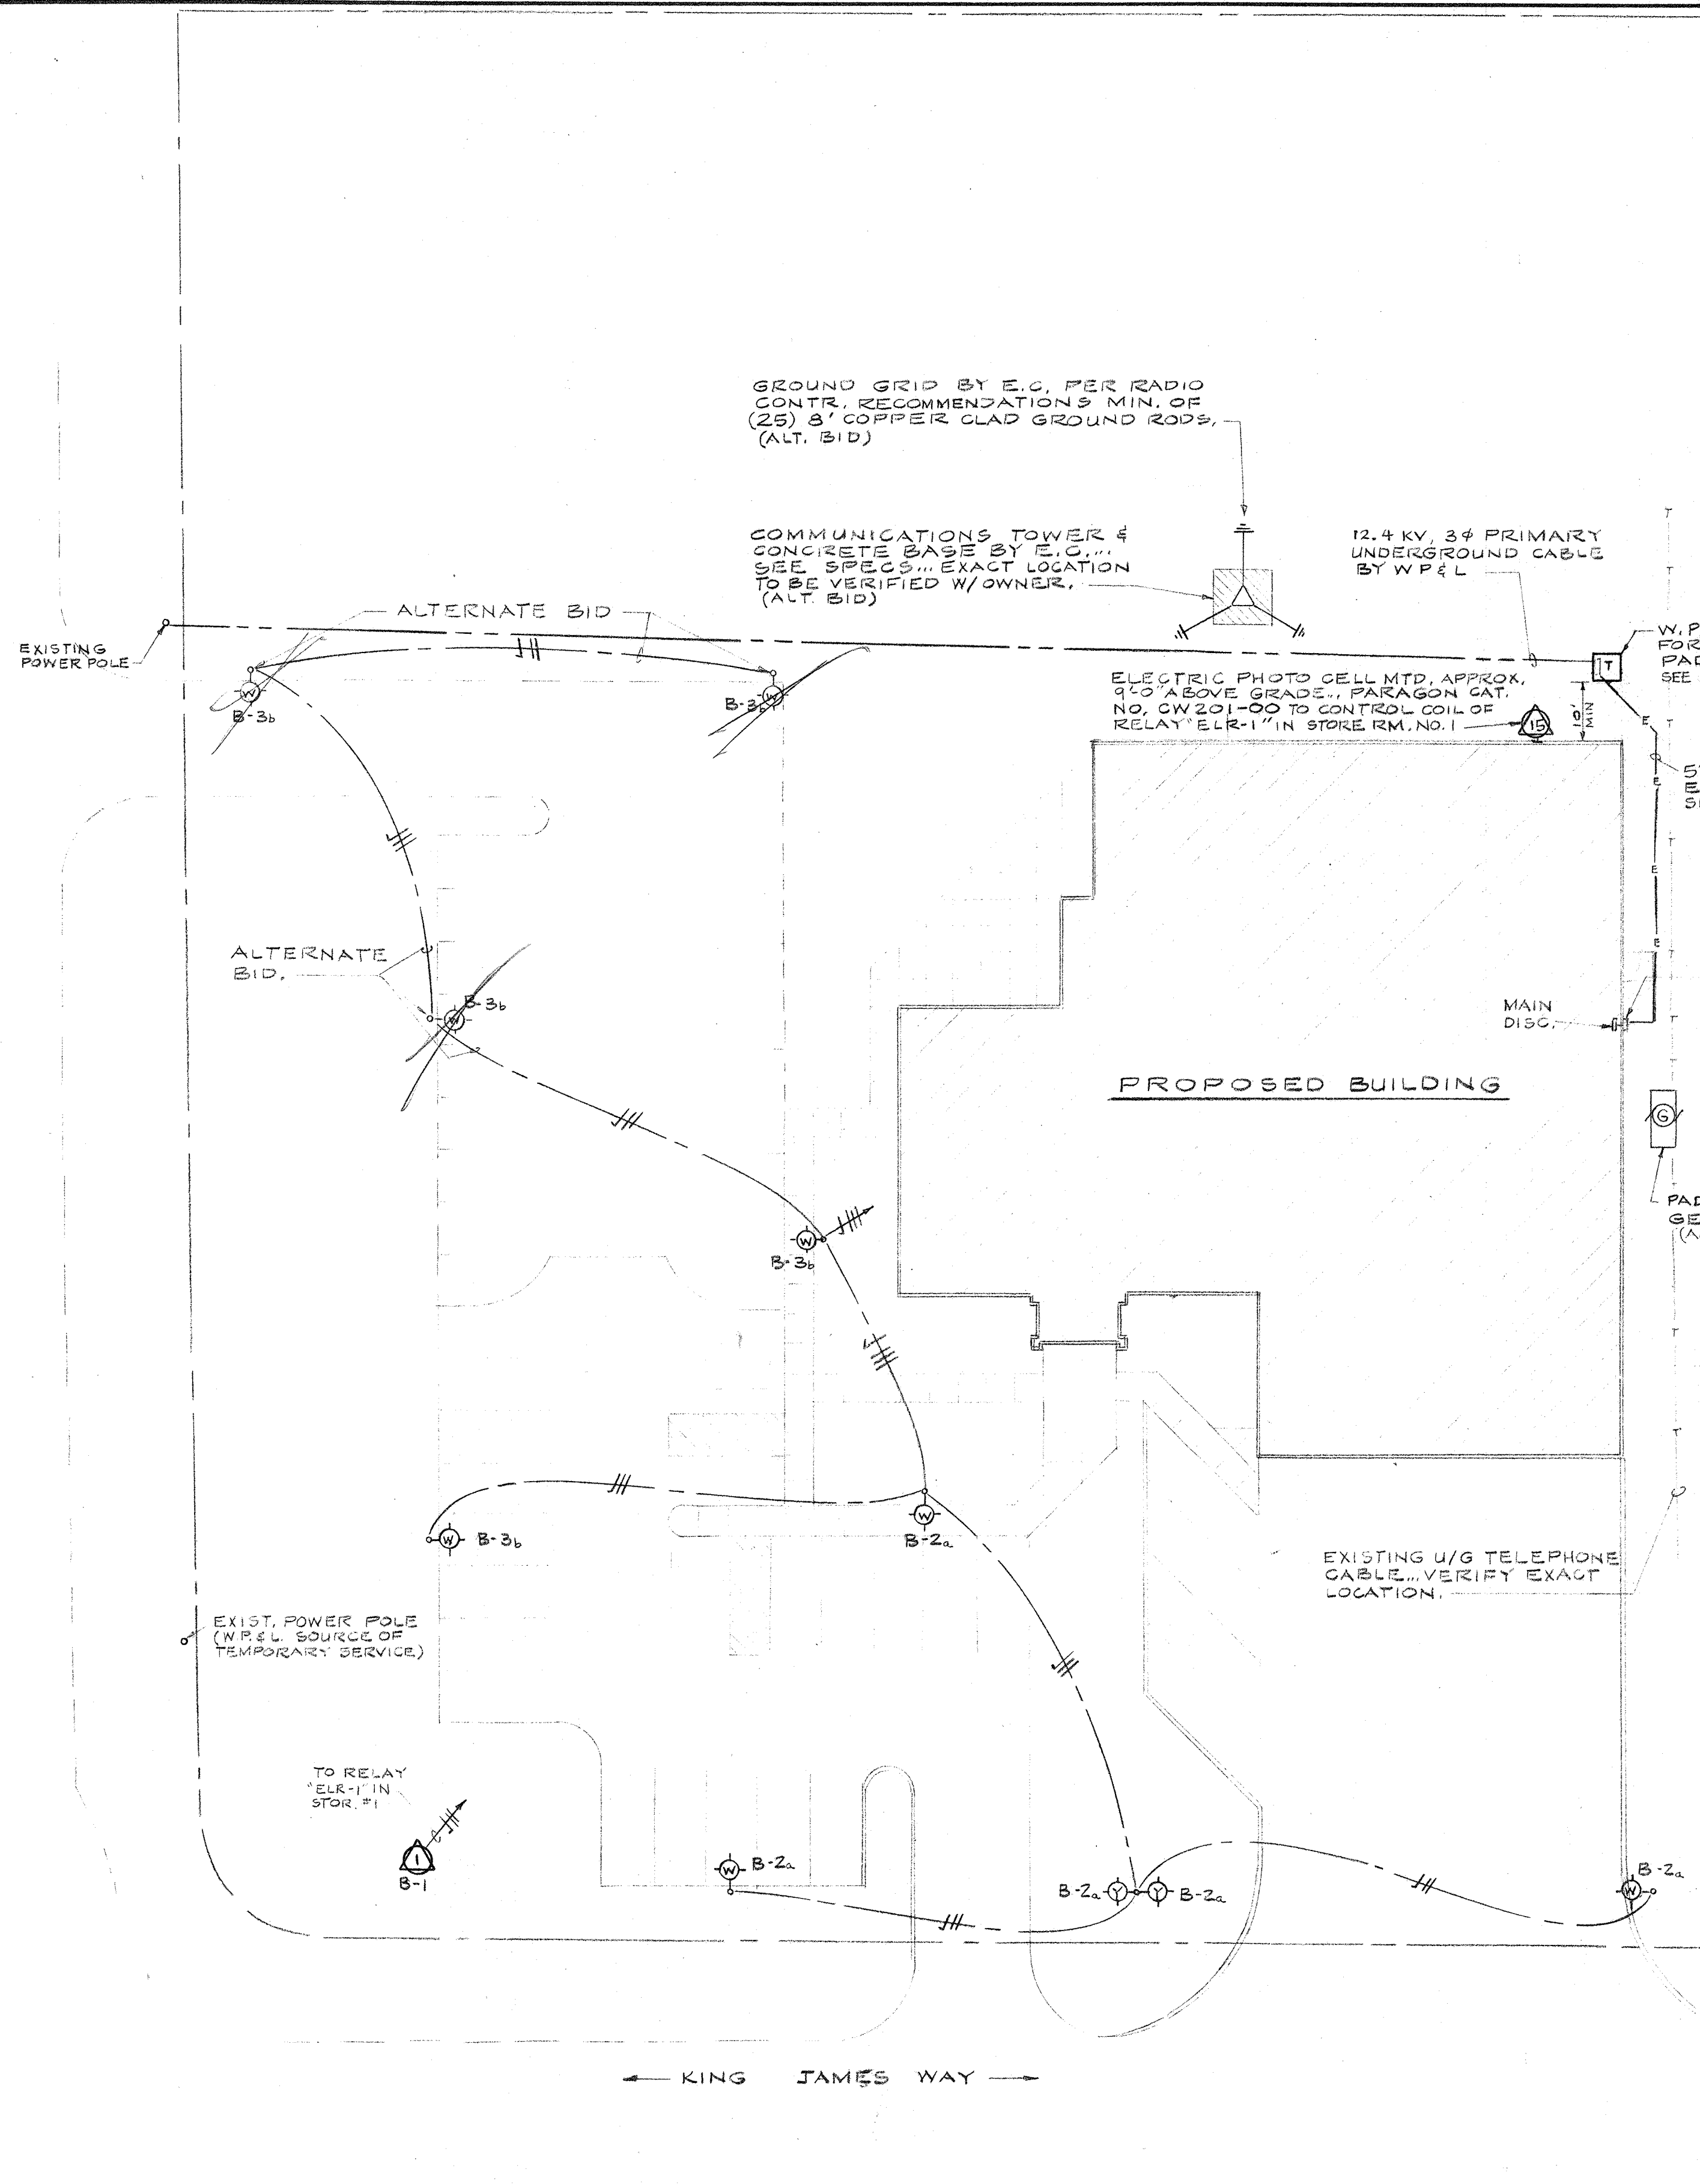 GROUND GRID BY E.C. PER RADIO
CONTR. RECOMMENDATIONS MIN. OF
(25) 8' COPPER CLAD GROUND RODS.
(ALT. BID)
COMMUNICATIONS TOWER &
CONCRETE BASE BY E.C....
SEE SPECS... EXACT LOCATION
TO BE VERIFIED W/ OWNER.
(ALT. BID)
12.4 KV, 3φ PRIMARY
UNDERGROUND CABLE
BY W P & L
ALTERNATE BID
EXISTING
POWER POLE
W. P
FOR
PAD
SEE
T
ELECTRIC PHOTO CELL MTD. APPROX.
9'-0" ABOVE GRADE.. PARAGON CAT.
NO. CW201-00 TO CONTROL COIL OF
RELAY "ELR-1" IN STORE RM. NO. 1
15
10'
MIN
W
B-3b
W
B-3b
E
E
E
E
ALTERNATE
BID.
W
B-3b
MAIN
DISC.
PROPOSED BUILDING
G
PAD
GE
W
B-3b
W
B-3b
W
B-2a
EXISTING U/G TELEPHONE
CABLE... VERIFY EXACT
LOCATION.
EXIST. POWER POLE
(W.P.& L. SOURCE OF
TEMPORARY SERVICE)
TO RELAY
"ELR-1" IN
STOR. #1
1
B-1
W
B-2a
B-2a
Y
Y
B-2a
W
B-2a
KING JAMES WAY